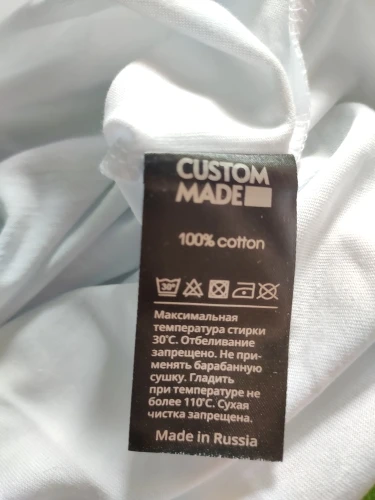 CUSTOM
MADE
100% cotton
30°
Максимальная
температура стирки
30°С. Отбеливание
запрещено. Не при-
менять барабанную
сушку. Гладить
при температуре не
более 110°С. Сухая
чистка запрещена.
Made in Russia